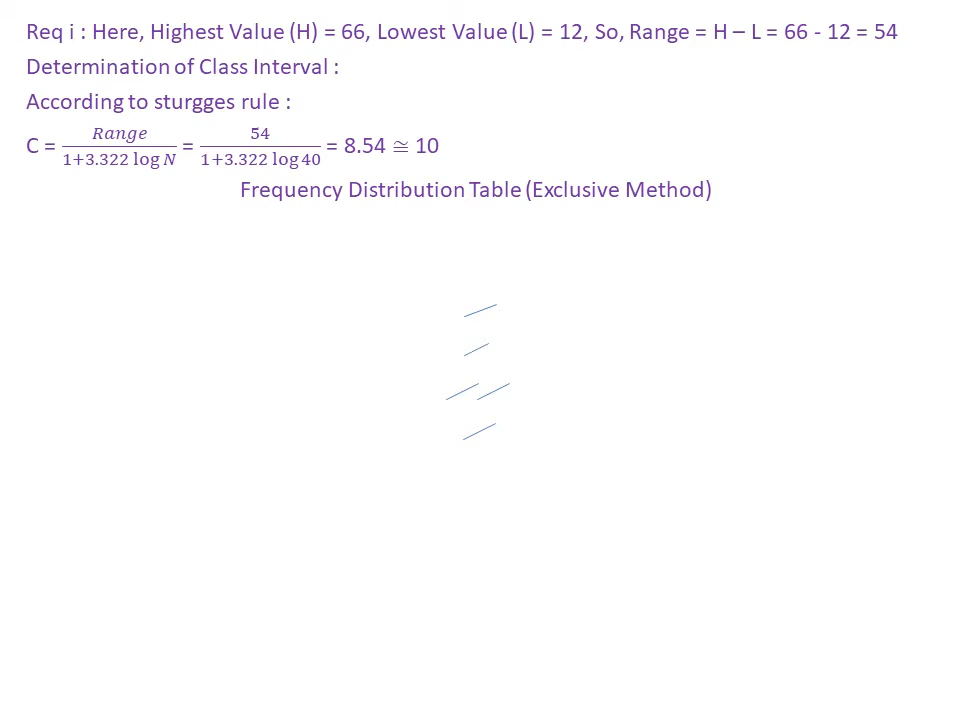 Req i : Here, Highest Value (H) = 66, Lowest Value (L) = 12, So, Range = H – L = 66 - 12 = 54
Determination of Class Interval :
According to sturgges rule :
C = Range / 1+3.322 log N = 54 / 1+3.322 log 40 = 8.54 ≅ 10
Frequency Distribution Table (Exclusive Method)